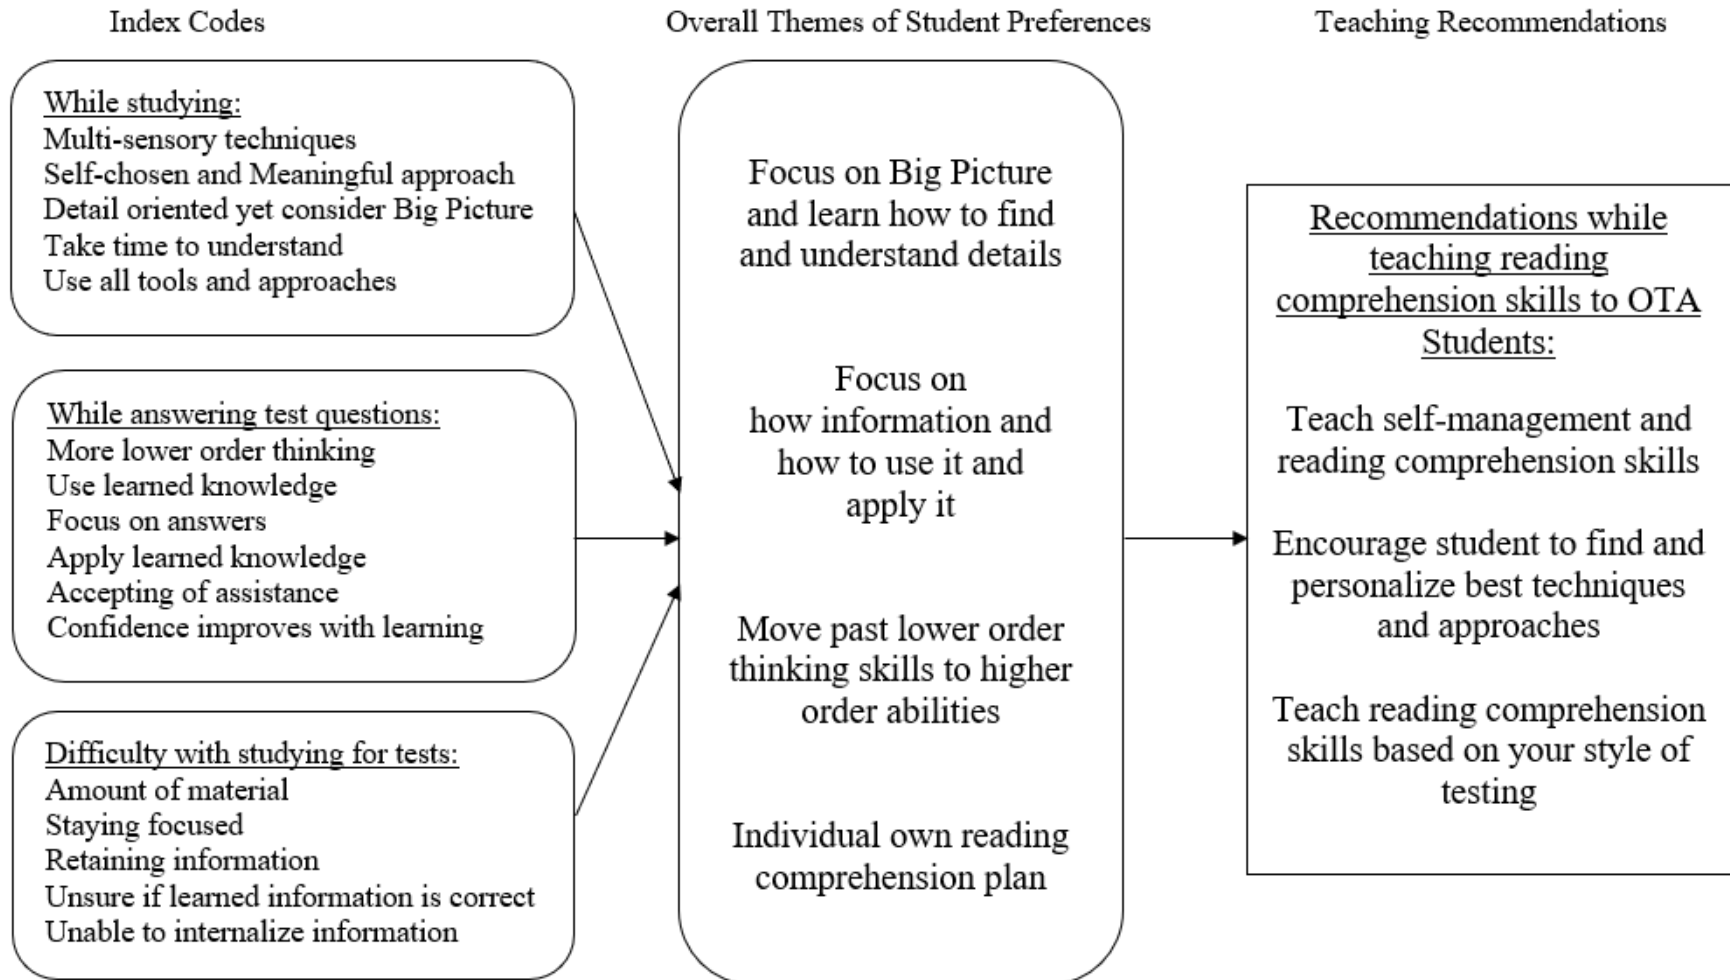 Index Codes
While studying:
Multi-sensory techniques
Self-chosen and Meaningful approach
Detail oriented yet consider Big Picture
Take time to understand
Use all tools and approaches
While answering test questions:
More lower order thinking
Use learned knowledge
Focus on answers
Apply learned knowledge
Accepting of assistance
Confidence improves with learning
Difficulty with studying for tests:
Amount of material
Staying focused
Retaining information
Unsure if learned information is correct
Unable to internalize information
Overall Themes of Student Preferences
Focus on Big Picture
and learn how to find
and understand details
Focus on
how information and
how to use it and
apply it
Move past lower order
thinking skills to higher
order abilities
Individual own reading
comprehension plan
Teaching Recommendations
Recommendations while
teaching reading
comprehension skills to OTA
Students:
Teach self-management and
reading comprehension skills
Encourage student to find and
personalize best techniques
and approaches
Teach reading comprehension
skills based on your style of
testing